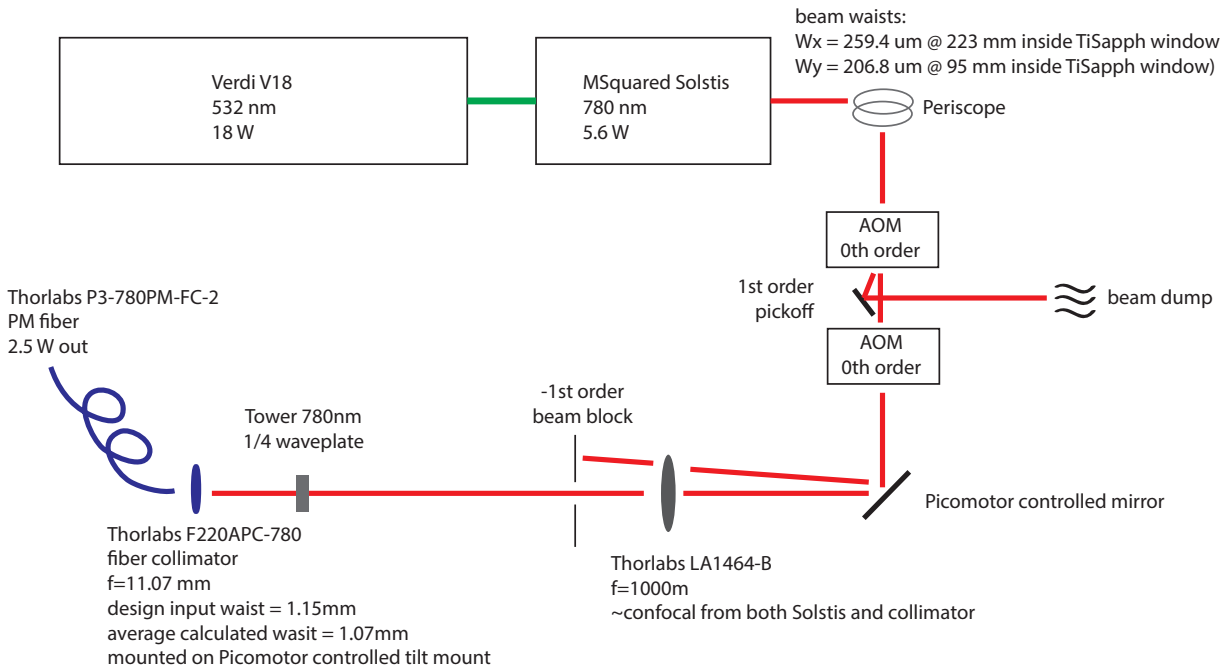 beam waists:
Wx = 259.4 um @ 223 mm inside TiSapph window
Wy = 206.8 um @ 95 mm inside TiSapph window)
Verdi V18
532 nm
18 W
MSquared Solstis
780 nm
5.6 W
Periscope
AOM
0th order
1st order
pickoff
beam dump
AOM
0th order
Thorlabs P3-780PM-FC-2
PM fiber
2.5 W out
-1st order
beam block
Tower 780nm
1/4 waveplate
Picomotor controlled mirror
Thorlabs F220APC-780
fiber collimator
f=11.07 mm
design input waist = 1.15mm
average calculated wasit = 1.07mm
mounted on Picomotor controlled tilt mount
Thorlabs LA1464-B
f=1000m
~confocal from both Solstis and collimator